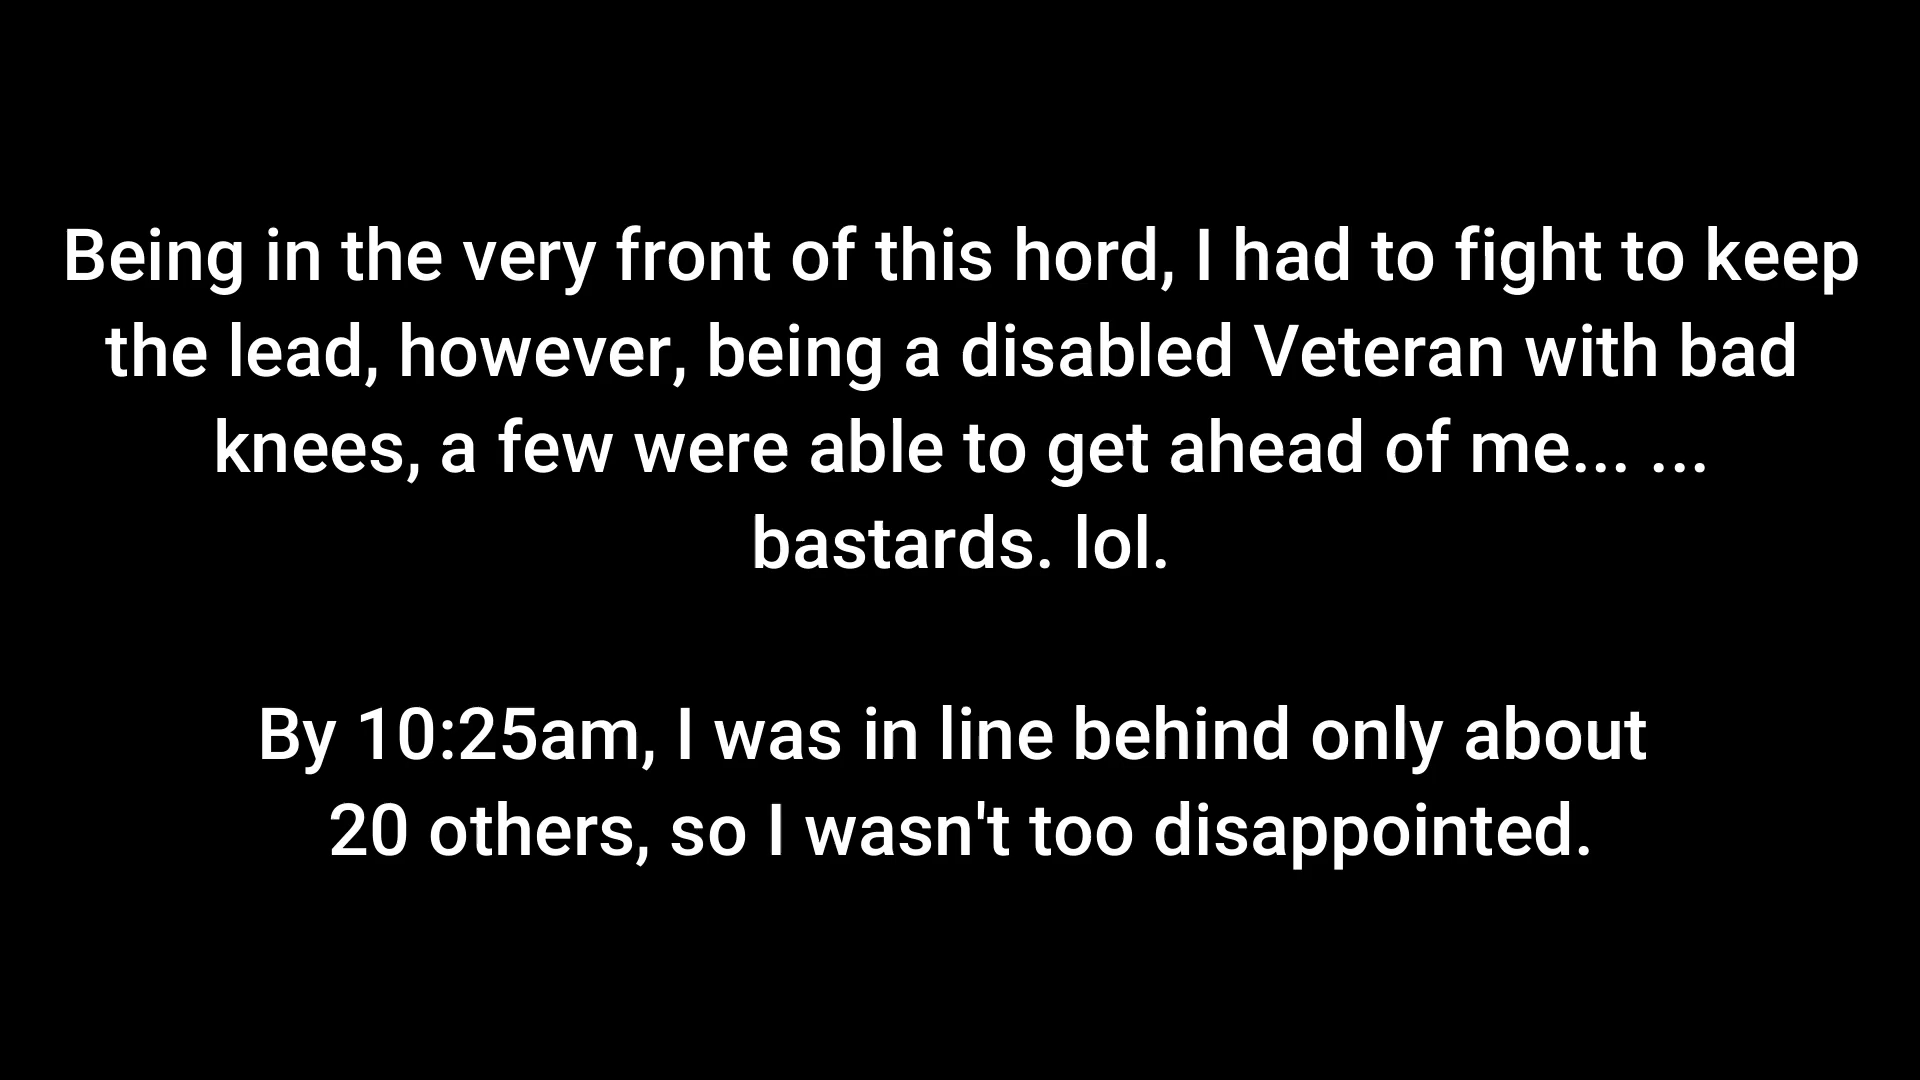 Being in the very front of this hord, I had to fight to keep
the lead, however, being a disabled Veteran with bad
knees, a few were able to get ahead of me... ...
bastards. lol.
By 10:25am, I was in line behind only about
20 others, so I wasn't too disappointed.